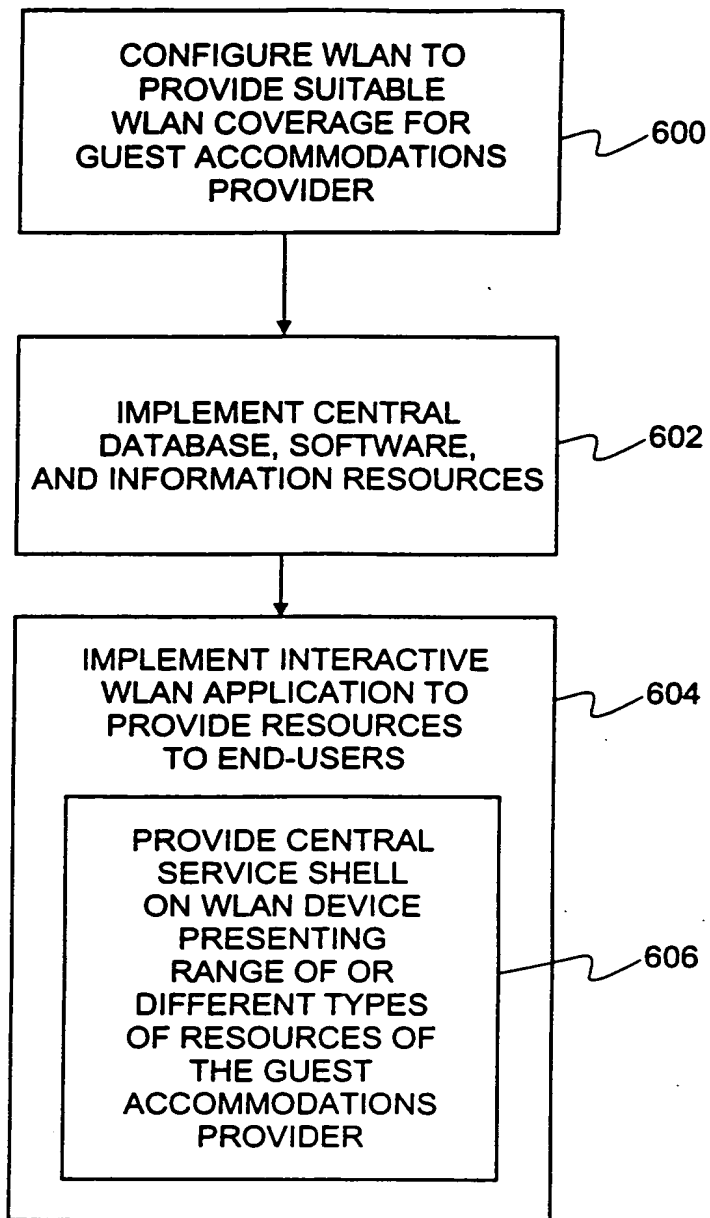 CONFIGURE WLAN TO
PROVIDE SUITABLE
WLAN COVERAGE FOR
GUEST ACCOMMODATIONS
PROVIDER
600
IMPLEMENT CENTRAL
DATABASE, SOFTWARE,
AND INFORMATION RESOURCES
602
IMPLEMENT INTERACTIVE
WLAN APPLICATION TO
PROVIDE RESOURCES
TO END-USERS
604
PROVIDE CENTRAL
SERVICE SHELL
ON WLAN DEVICE
PRESENTING
RANGE OF OR
DIFFERENT TYPES
OF RESOURCES OF
THE GUEST
ACCOMMODATIONS
PROVIDER
606